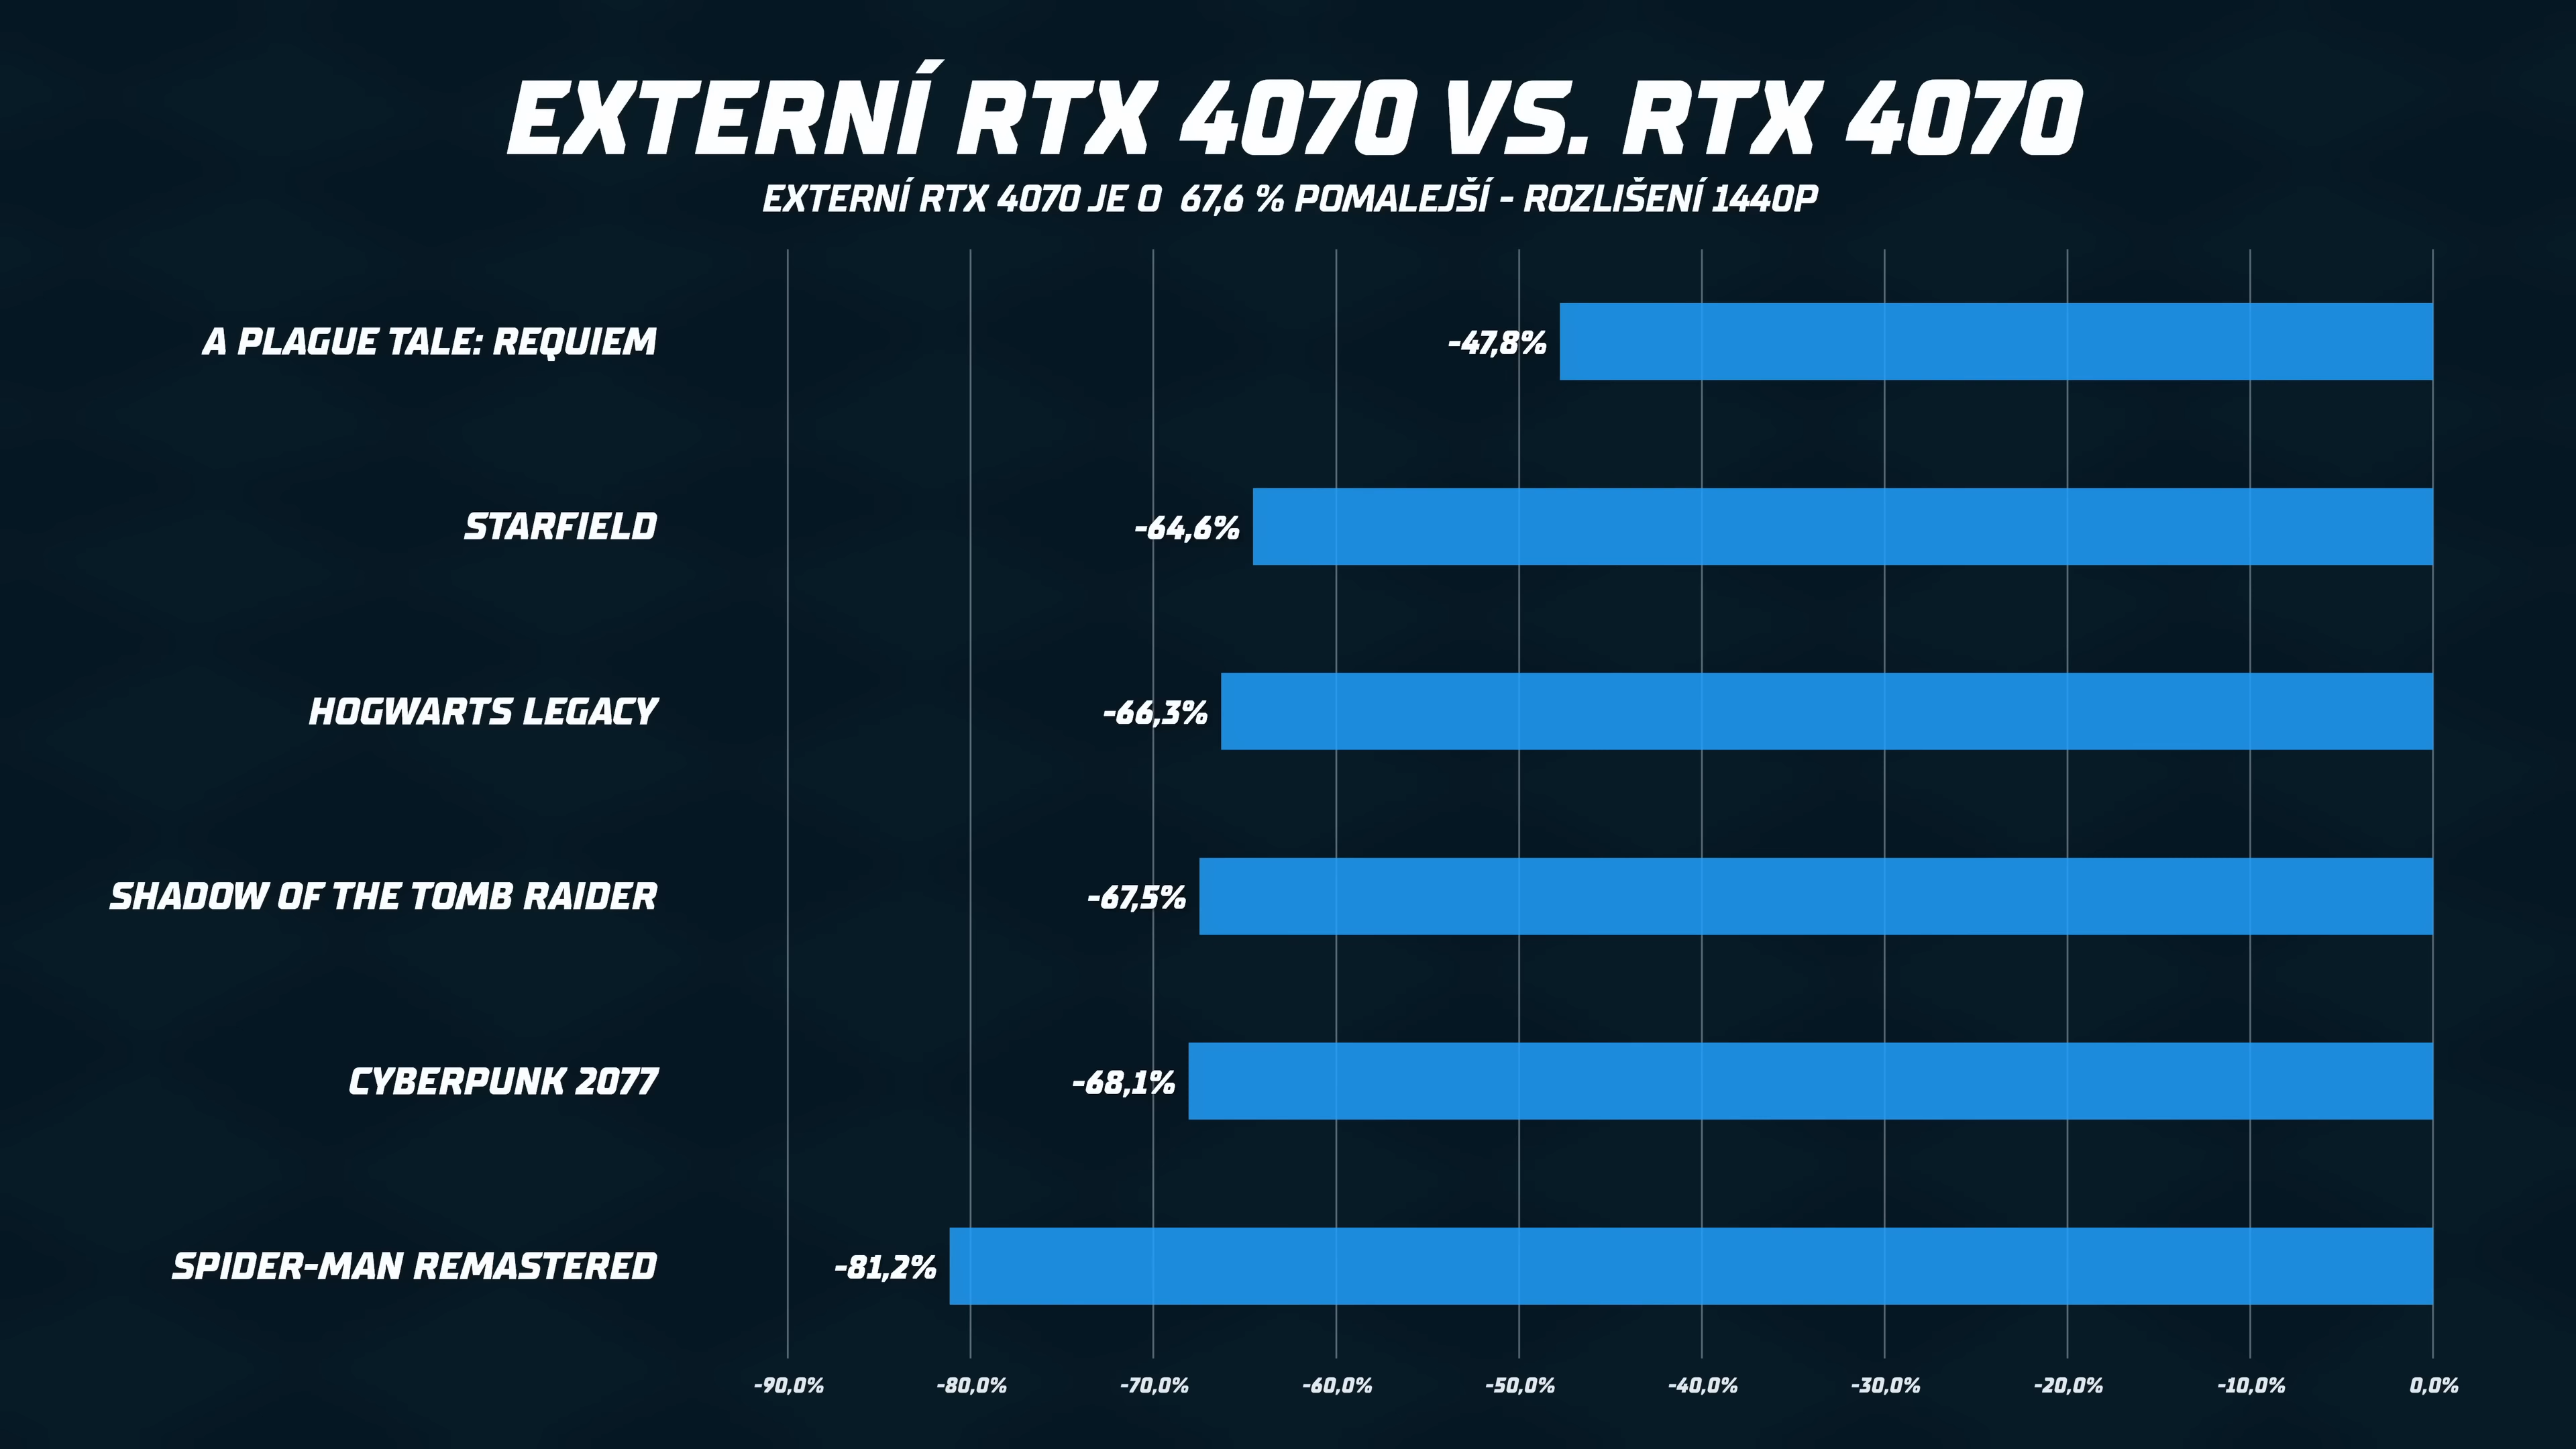 EXTERNÍ RTX 4070 VS. RTX 4070
EXTERNÍ RTX 4070 JE O 67,6 % POMALEJŠÍ - ROZLIŠENÍ 1440P
A PLAGUE TALE: REQUIEM
-47,8%
STARFIELD
-64,6%
HOGWARTS LEGACY
-66,3%
SHADOW OF THE TOMB RAIDER
-67,5%
CYBERPUNK 2077
-68,1%
SPIDER-MAN REMASTERED
-81,2%
-90,0% -80,0% -70,0% -60,0% -50,0% -40,0% -30,0% -20,0% -10,0% 0,0%